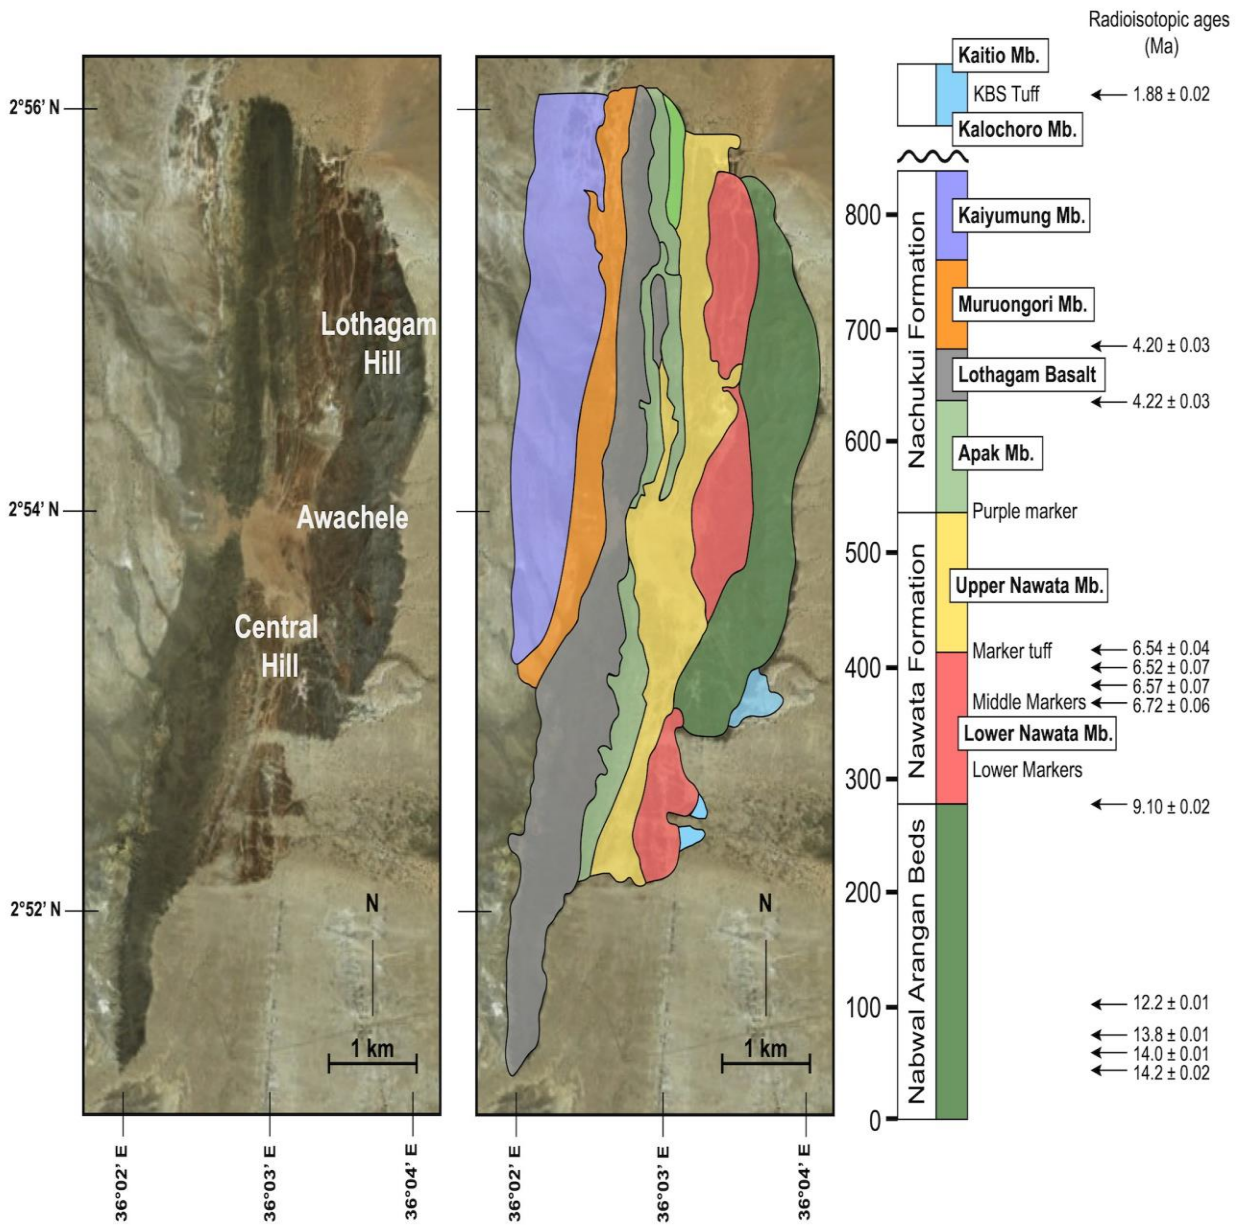 Radioisotopic ages
(Ma)
Kaitio Mb.
KBS Tuff
1.88 ± 0.02
Kalochoro Mb.
2°56' N
2°54' N
2°52' N
Lothagam
Hill
Awachele
Central
Hill
N
1 km
36°02' E
36°03' E
36°04' E
N
1 km
36°02' E
36°03' E
36°04' E
800
700
600
500
400
300
200
100
0
Nachukui Formation
Nawata Formation
Nabwal Arangan Beds
Kaiyumung Mb.
Muruongori Mb.
4.20 ± 0.03
Lothagam Basalt
4.22 ± 0.03
Apak Mb.
Purple marker
Upper Nawata Mb.
Marker tuff
6.54 ± 0.04
6.52 ± 0.07
6.57 ± 0.07
Middle Markers
6.72 ± 0.06
Lower Nawata Mb.
Lower Markers
9.10 ± 0.02
12.2 ± 0.01
13.8 ± 0.01
14.0 ± 0.01
14.2 ± 0.02